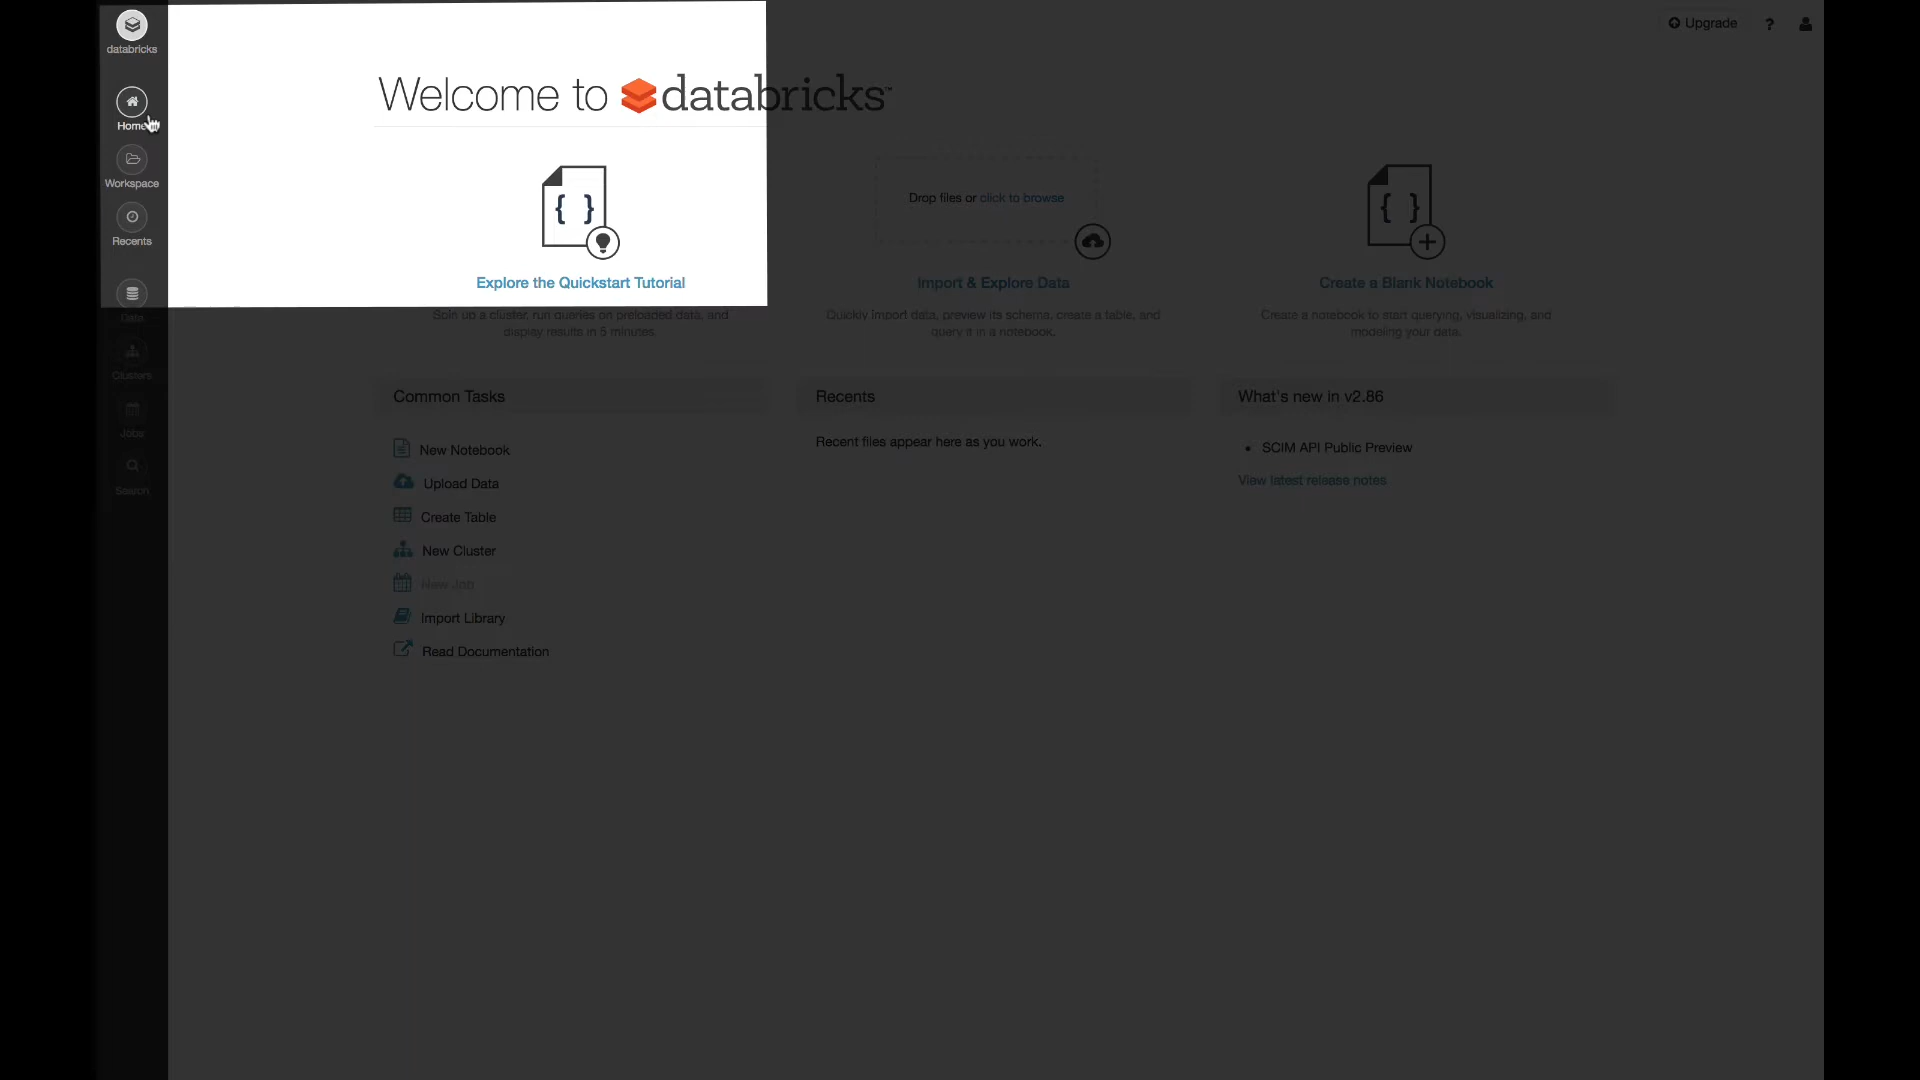 databricks
Home
Workspace
Recents
Data
Clusters
Jobs
Search
Upgrade
?
Welcome to databricks™
{ }
Explore the Quickstart Tutorial
Spin up a cluster, run queries on preloaded data, and
display results in 5 minutes.
Drop files or click to browse
Import & Explore Data
Quickly import data, preview its schema, create a table, and
query it in a notebook.
{ }
Create a Blank Notebook
Create a notebook to start querying, visualizing, and
modeling your data.
Common Tasks
New Notebook
Upload Data
Create Table
New Cluster
New Job
Import Library
Read Documentation
Recents
Recent files appear here as you work.
What's new in v2.86
• SCIM API Public Preview
View latest release notes